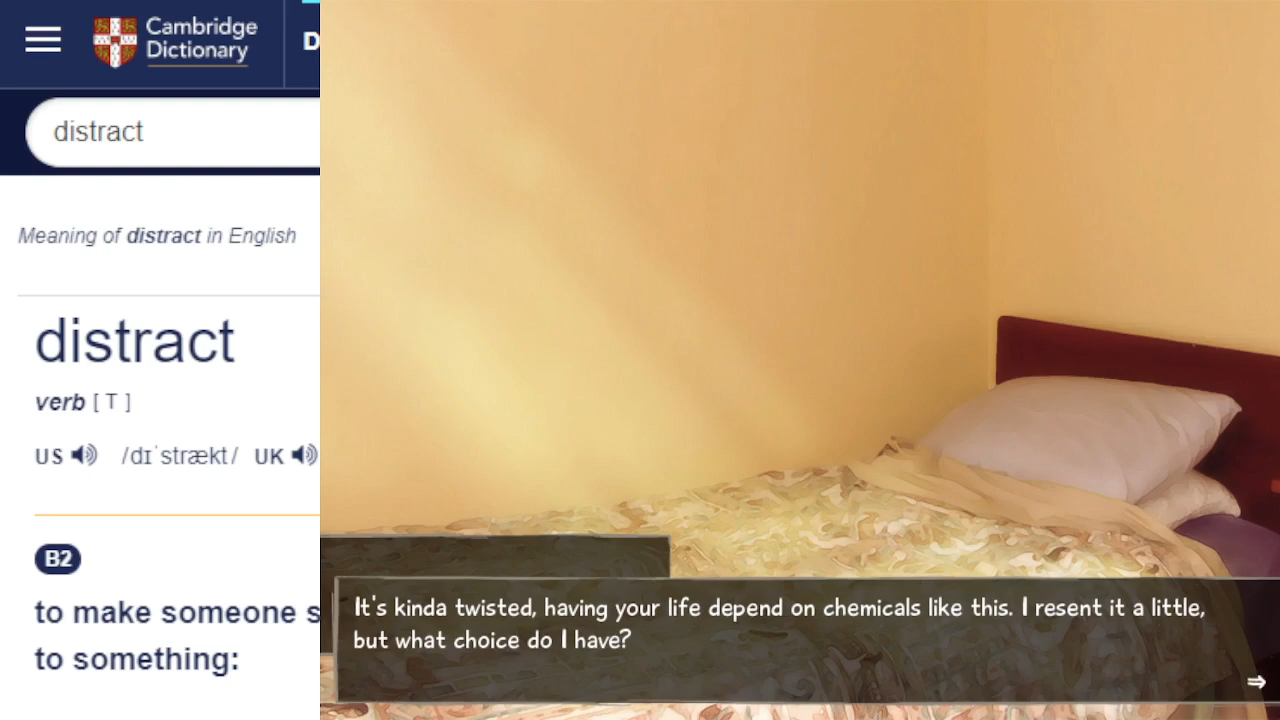 Cambridge
Dictionary
D
distract
Meaning of distract in English
distract
verb [ T ]
US /dɪˈstrækt/ UK
B2
to make someone s
to something:
It's kinda twisted, having your life depend on chemicals like this. I resent it a little,
but what choice do I have?